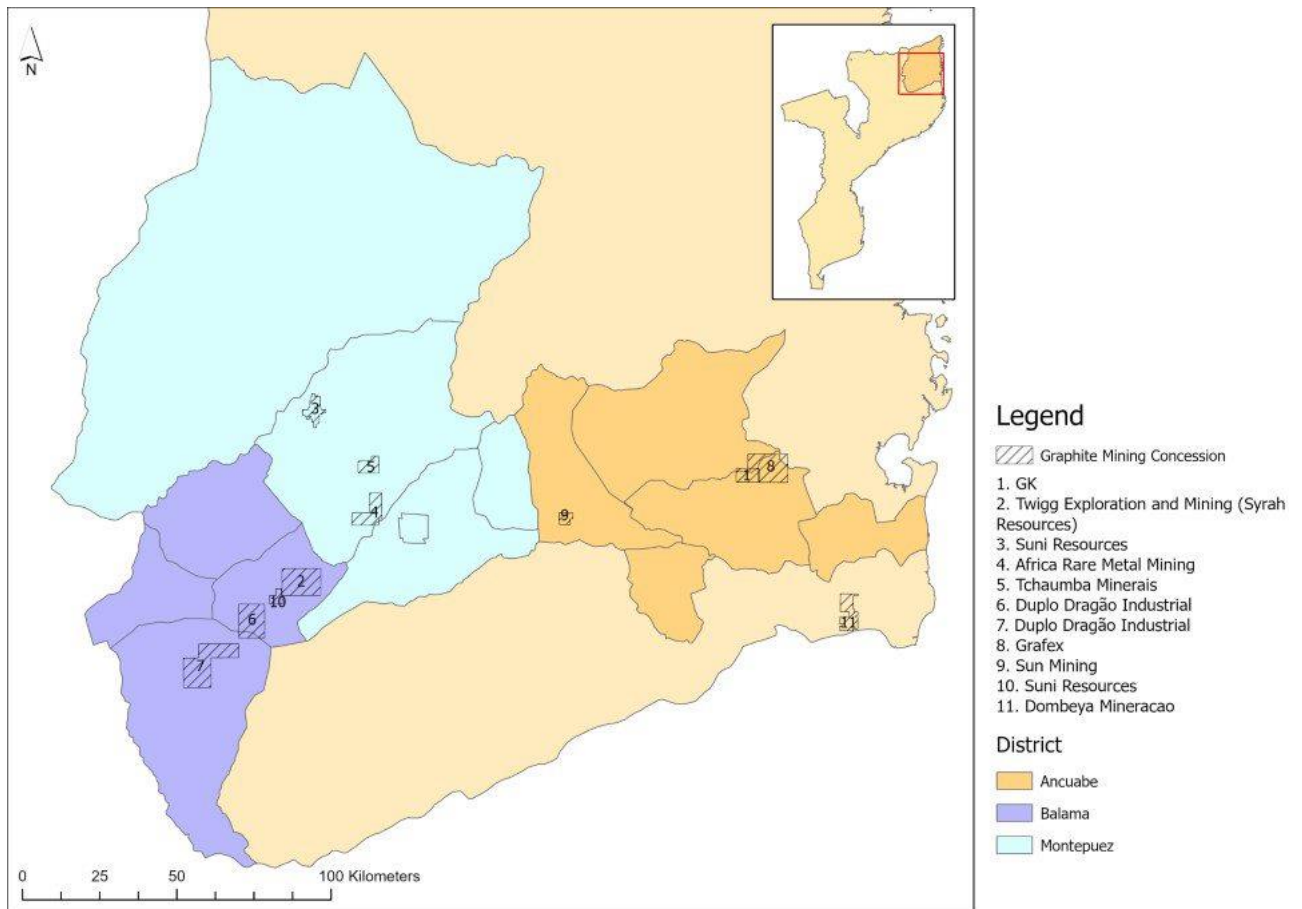 N
3
5
4
1
8
9
2
10
6
7
11
0 25 50 100 Kilometers
Legend
Graphite Mining Concession
1. GK
2. Twigg Exploration and Mining (Syrah
Resources)
3. Suni Resources
4. Africa Rare Metal Mining
5. Tchaumba Minerais
6. Duplo Dragão Industrial
7. Duplo Dragão Industrial
8. Grafex
9. Sun Mining
10. Suni Resources
11. Dombeya Mineracao
District
Ancuabe
Balama
Montepuez